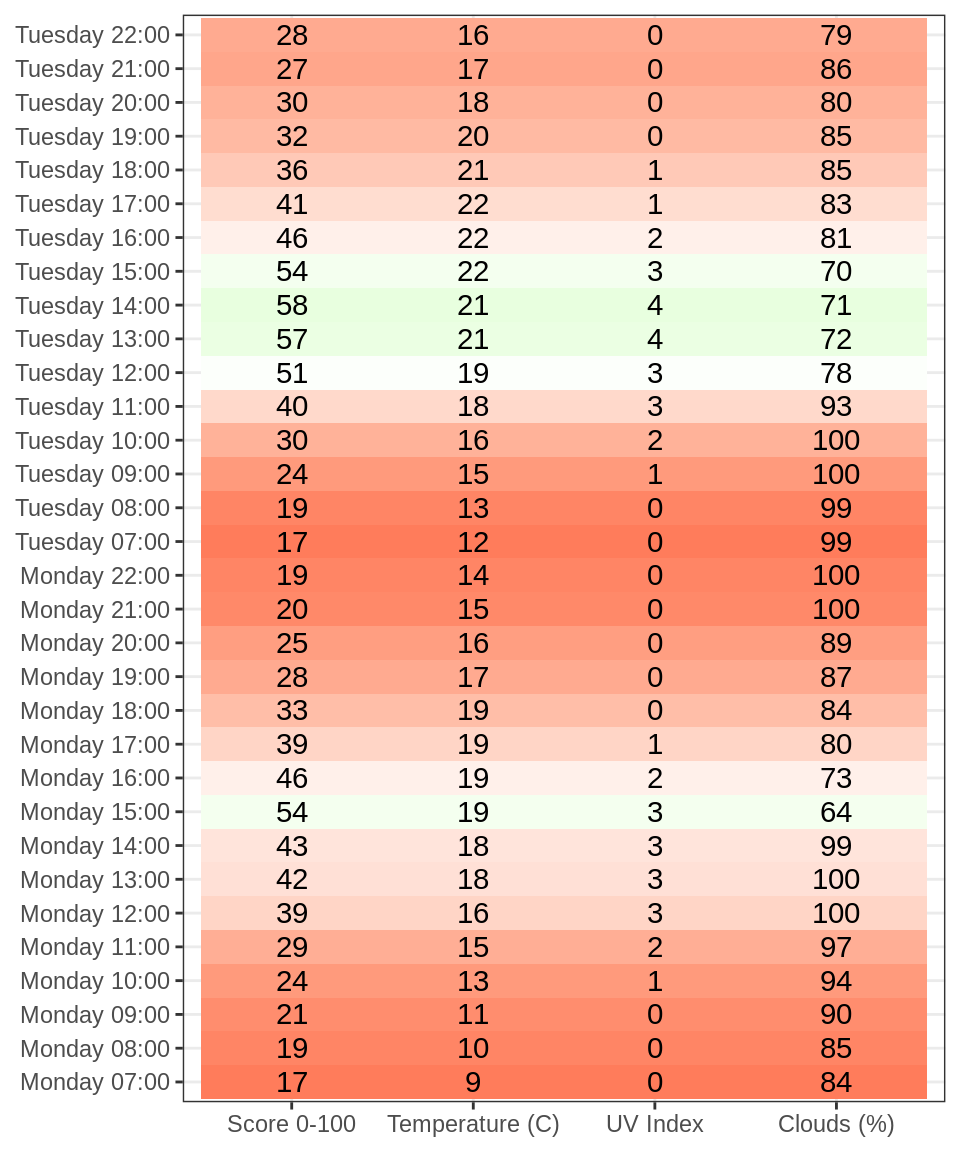 Tuesday 22:00 28 16 0 79
Tuesday 21:00 27 17 0 86
Tuesday 20:00 30 18 0 80
Tuesday 19:00 32 20 0 85
Tuesday 18:00 36 21 1 85
Tuesday 17:00 41 22 1 83
Tuesday 16:00 46 22 2 81
Tuesday 15:00 54 22 3 70
Tuesday 14:00 58 21 4 71
Tuesday 13:00 57 21 4 72
Tuesday 12:00 51 19 3 78
Tuesday 11:00 40 18 3 93
Tuesday 10:00 30 16 2 100
Tuesday 09:00 24 15 1 100
Tuesday 08:00 19 13 0 99
Tuesday 07:00 17 12 0 99
Monday 22:00 19 14 0 100
Monday 21:00 20 15 0 100
Monday 20:00 25 16 0 89
Monday 19:00 28 17 0 87
Monday 18:00 33 19 0 84
Monday 17:00 39 19 1 80
Monday 16:00 46 19 2 73
Monday 15:00 54 19 3 64
Monday 14:00 43 18 3 99
Monday 13:00 42 18 3 100
Monday 12:00 39 16 3 100
Monday 11:00 29 15 2 97
Monday 10:00 24 13 1 94
Monday 09:00 21 11 0 90
Monday 08:00 19 10 0 85
Monday 07:00 17 9 0 84
Score 0-100 Temperature (C) UV Index Clouds (%)